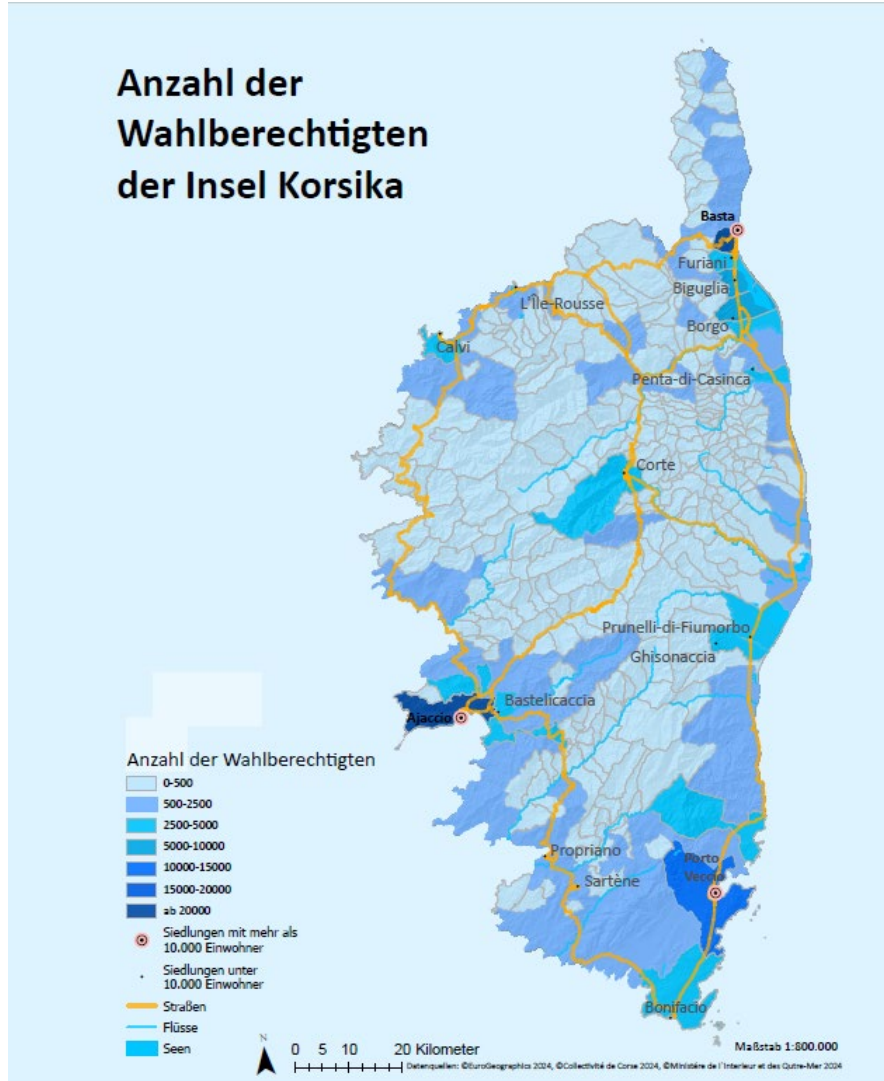 Anzahl der
Wahlberechtigten
der Insel Korsika
Basta
Furiani
Biguglia
L'Île-Rousse
Borgo
Calvi
Penta-di-Casinca
Corte
Prunelli-di-Fiumorbo
Ghisonaccia
Bastelicaccia
Ajaccio
Propriano
Porto
Veccio
Sartène
Bonifacio
Anzahl der Wahlberechtigten
0-500
500-2500
2500-5000
5000-10000
10000-15000
15000-20000
ab 20000
Siedlungen mit mehr als
10.000 Einwohner
Siedlungen unter
10.000 Einwohner
Straßen
Flüsse
Seen
N
0 5 10 20 Kilometer
Maßstab 1:800.000
Datenquellen: ©EuroGeographics 2024, ©Collectivité de Corse 2024, ©Ministère de l'Interieur et des Qutre-Mer 2024